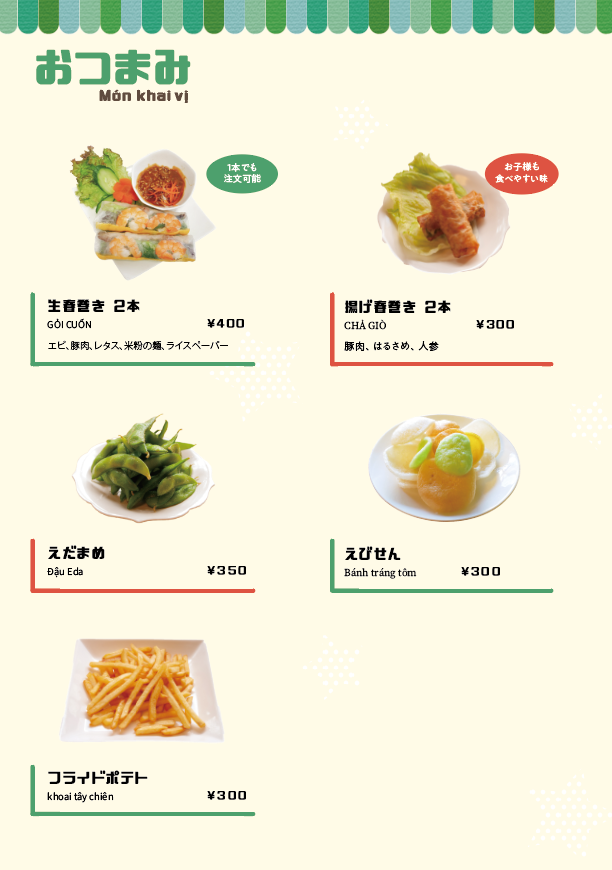 おつまみ
Món khai vị
1本でも
注文可能
お子様も
食べやすい味
生春巻き 2本
GỎI CUỐN ¥400
エビ、豚肉、レタス、米粉の麺、ライスペーパー
揚げ春巻き 2本
CHẢ GIÒ ¥300
豚肉、はるさめ、人参
えだまめ
Đậu Eda ¥350
えびせん
Bánh tráng tôm ¥300
フライドポテト
khoai tây chiên ¥300